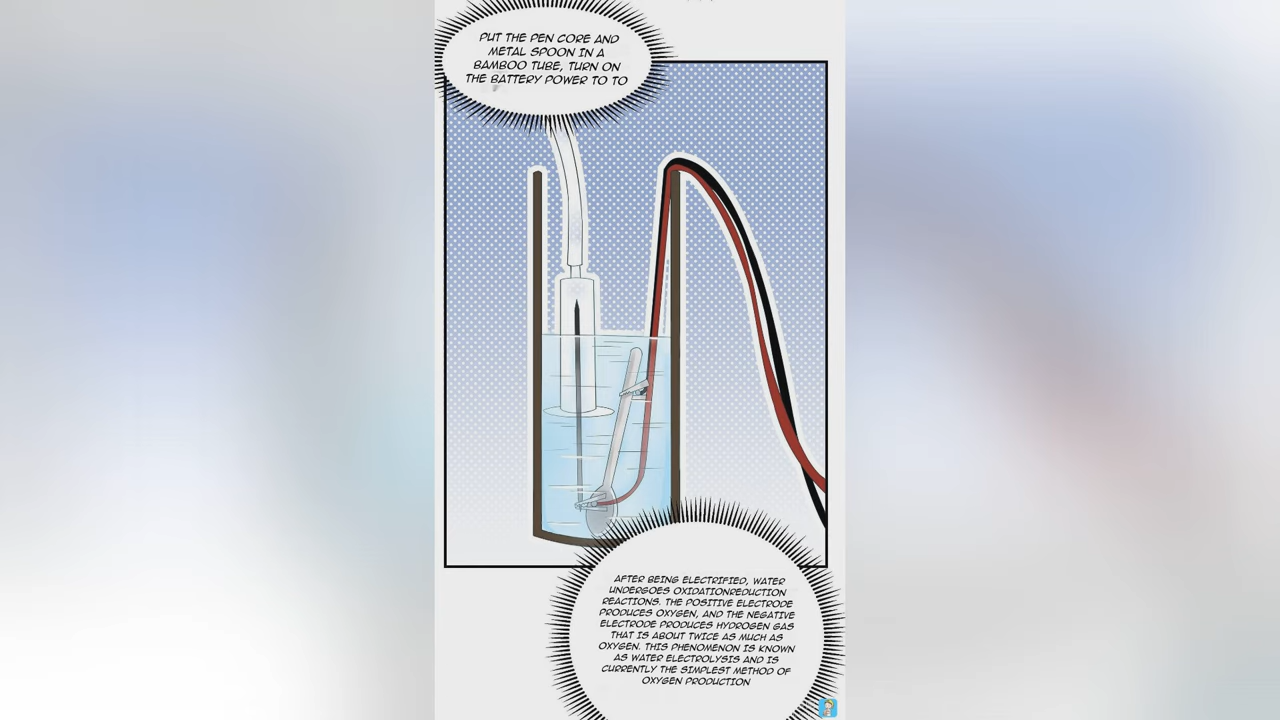 PUT THE PEN CORE AND
METAL SPOON IN A
BAMBOO TUBE, TURN ON
THE BATTERY POWER TO TO
AFTER BEING ELECTRIFIED, WATER
UNDERGOES OXIDATIONREDUCTION
REACTIONS. THE POSITIVE ELECTRODE
PRODUCES OXYGEN, AND THE NEGATIVE
ELECTRODE PRODUCES HYDROGEN GAS
THAT IS ABOUT TWICE AS MUCH AS
OXYGEN. THIS PHENOMENON IS KNOWN
AS WATER ELECTROLYSIS AND IS
CURRENTLY THE SIMPLEST METHOD OF
OXYGEN PRODUCTION